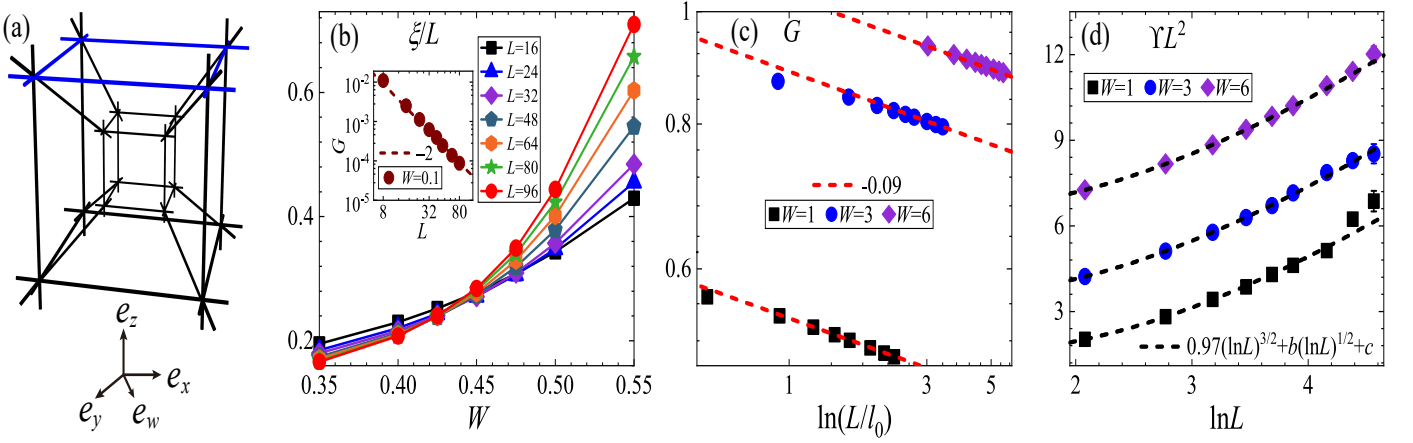 (a)
e_z
e_x
e_y
e_w
(b)
ξ/L
L=16
L=24
L=32
L=48
L=64
L=80
L=96
G
10^-2
10^-3
10^-4
10^-5
-2
W=0.1
8 32 80
L
0.6
0.4
0.2
0.35 0.40 0.45 0.50 0.55
W
(c)
G
1
0.8
0.6
-0.09
W=1 W=3 W=6
1 3 5
ln(L/l_0)
(d)
ΥL^2
12
9
6
3
W=1 W=3 W=6
0.97(lnL)^3/2+b(lnL)^1/2+c
2 3 4
lnL